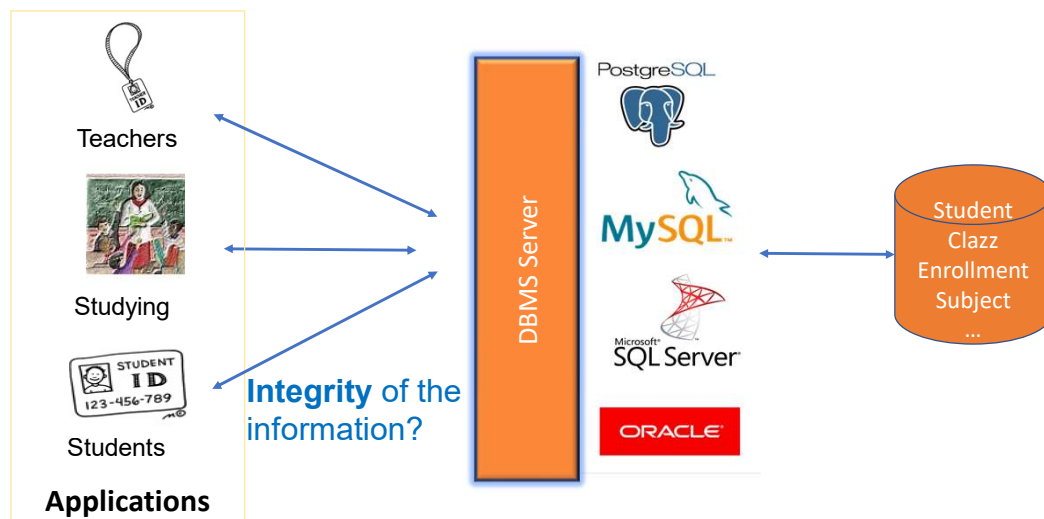 ID
Teachers
Studying
STUDENT
ID
123-456-789
Students
Applications
Integrity of the
information?
DBMS Server
PostgreSQL
MySQL
Microsoft
SQL Server
ORACLE
Student
Clazz
Enrollment
Subject
...